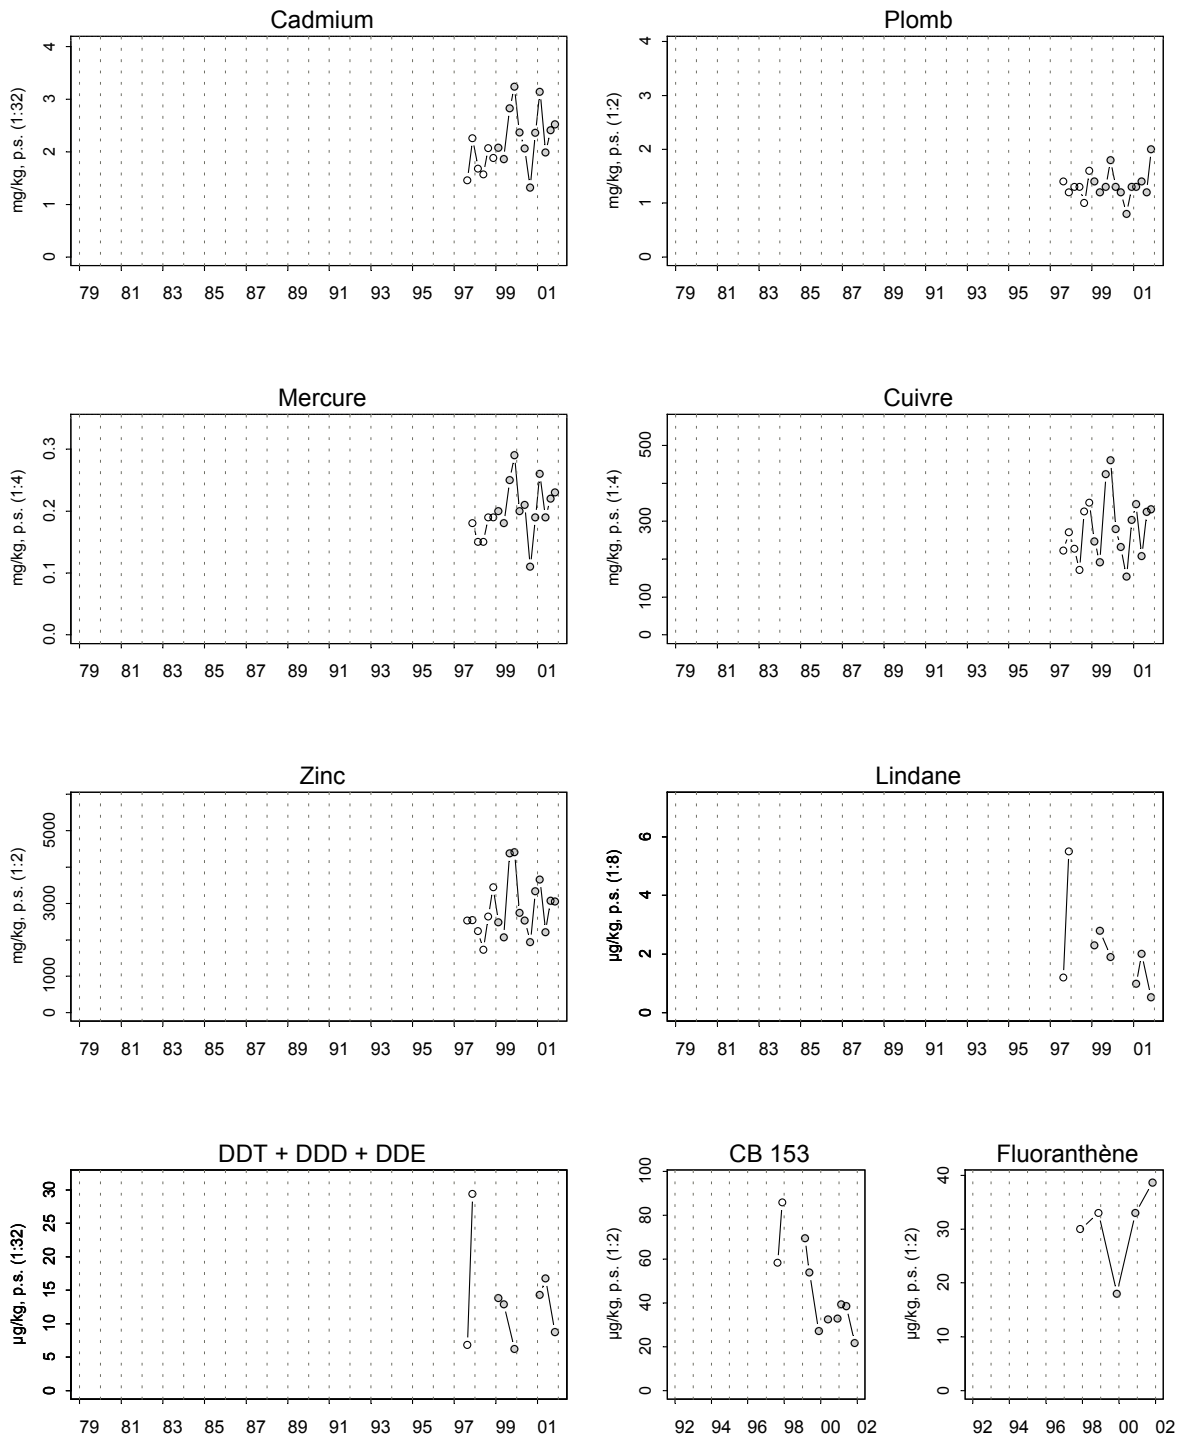 Cadmium
mg/kg, p.s. (1:32)
4
3
2
1
0
79 81 83 85 87 89 91 93 95 97 99 01
Plomb
mg/kg, p.s. (1:2)
4
3
2
1
0
79 81 83 85 87 89 91 93 95 97 99 01
Mercure
mg/kg, p.s. (1:4)
0.3
0.2
0.1
0.0
79 81 83 85 87 89 91 93 95 97 99 01
Cuivre
mg/kg, p.s. (1:4)
500
300
100
0
79 81 83 85 87 89 91 93 95 97 99 01
Zinc
mg/kg, p.s. (1:2)
5000
3000
1000
0
79 81 83 85 87 89 91 93 95 97 99 01
Lindane
µg/kg, p.s. (1:8)
6
4
2
0
79 81 83 85 87 89 91 93 95 97 99 01
DDT + DDD + DDE
µg/kg, p.s. (1:32)
30
25
20
15
10
5
0
79 81 83 85 87 89 91 93 95 97 99 01
CB 153
µg/kg, p.s. (1:2)
100
80
60
40
20
0
92 94 96 98 00 02
Fluoranthène
µg/kg, p.s. (1:2)
40
30
20
10
0
92 94 96 98 00 02